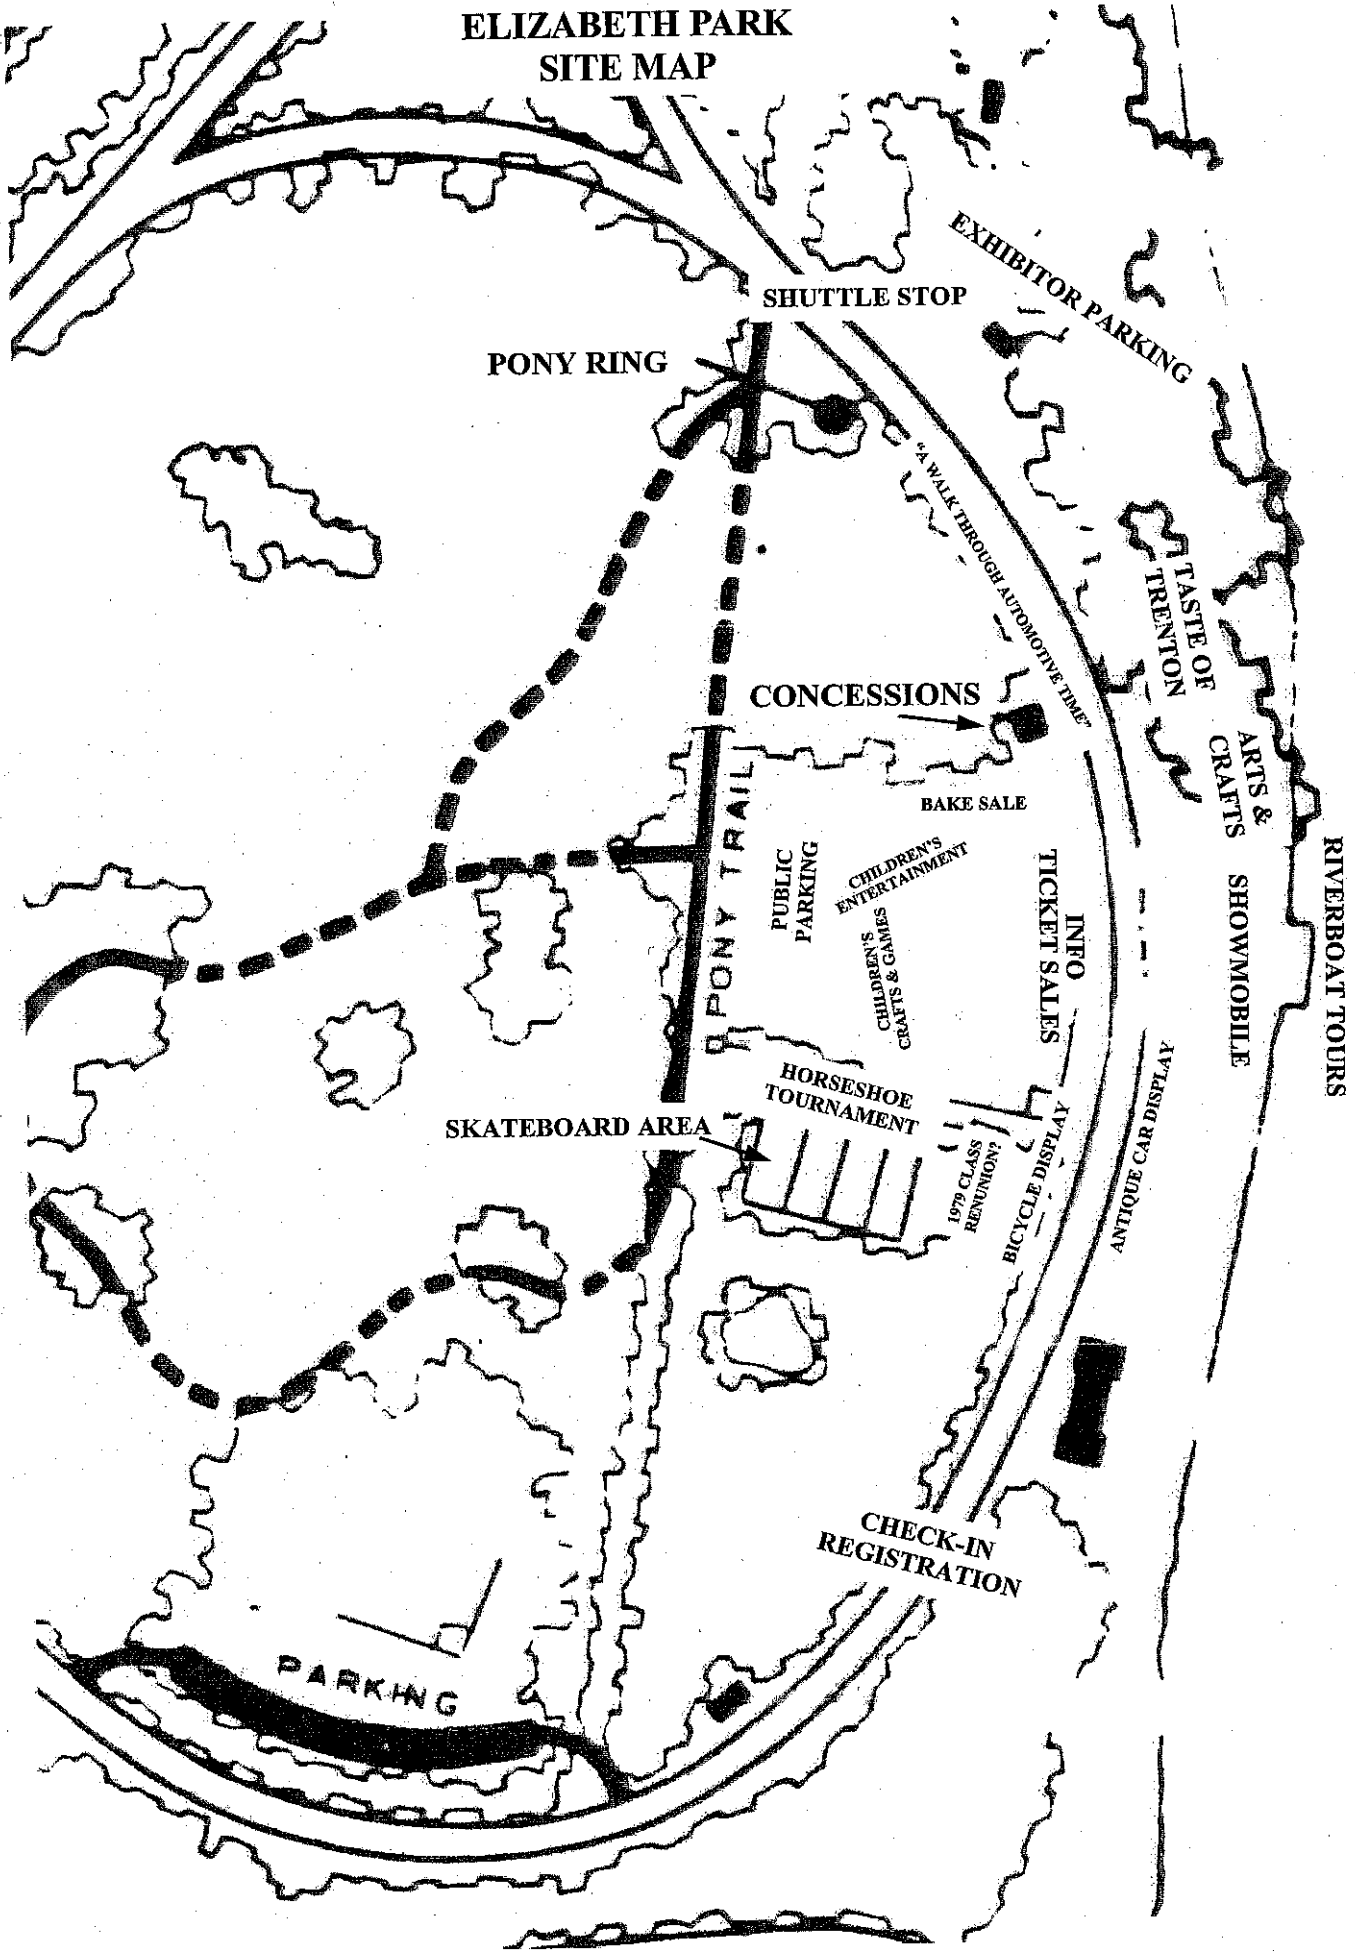 ELIZABETH PARK
SITE MAP
EXHIBITOR PARKING
SHUTTLE STOP
PONY RING
"A WALK THROUGH AUTOMOTIVE TIME"
TASTE OF
TRENTON
CONCESSIONS
ARTS &
CRAFTS
BAKE SALE
PONY TRAIL
PUBLIC
PARKING
CHILDREN'S
ENTERTAINMENT
CHILDREN'S
CRAFTS & GAMES
INFO
TICKET SALES
SHOWMOBILE
RIVERBOAT TOURS
HORSESHOE
TOURNAMENT
SKATEBOARD AREA
1979 CLASS
RENUNION?
BICYCLE DISPLAY
ANTIQUE CAR DISPLAY
CHECK-IN
REGISTRATION
PARKING